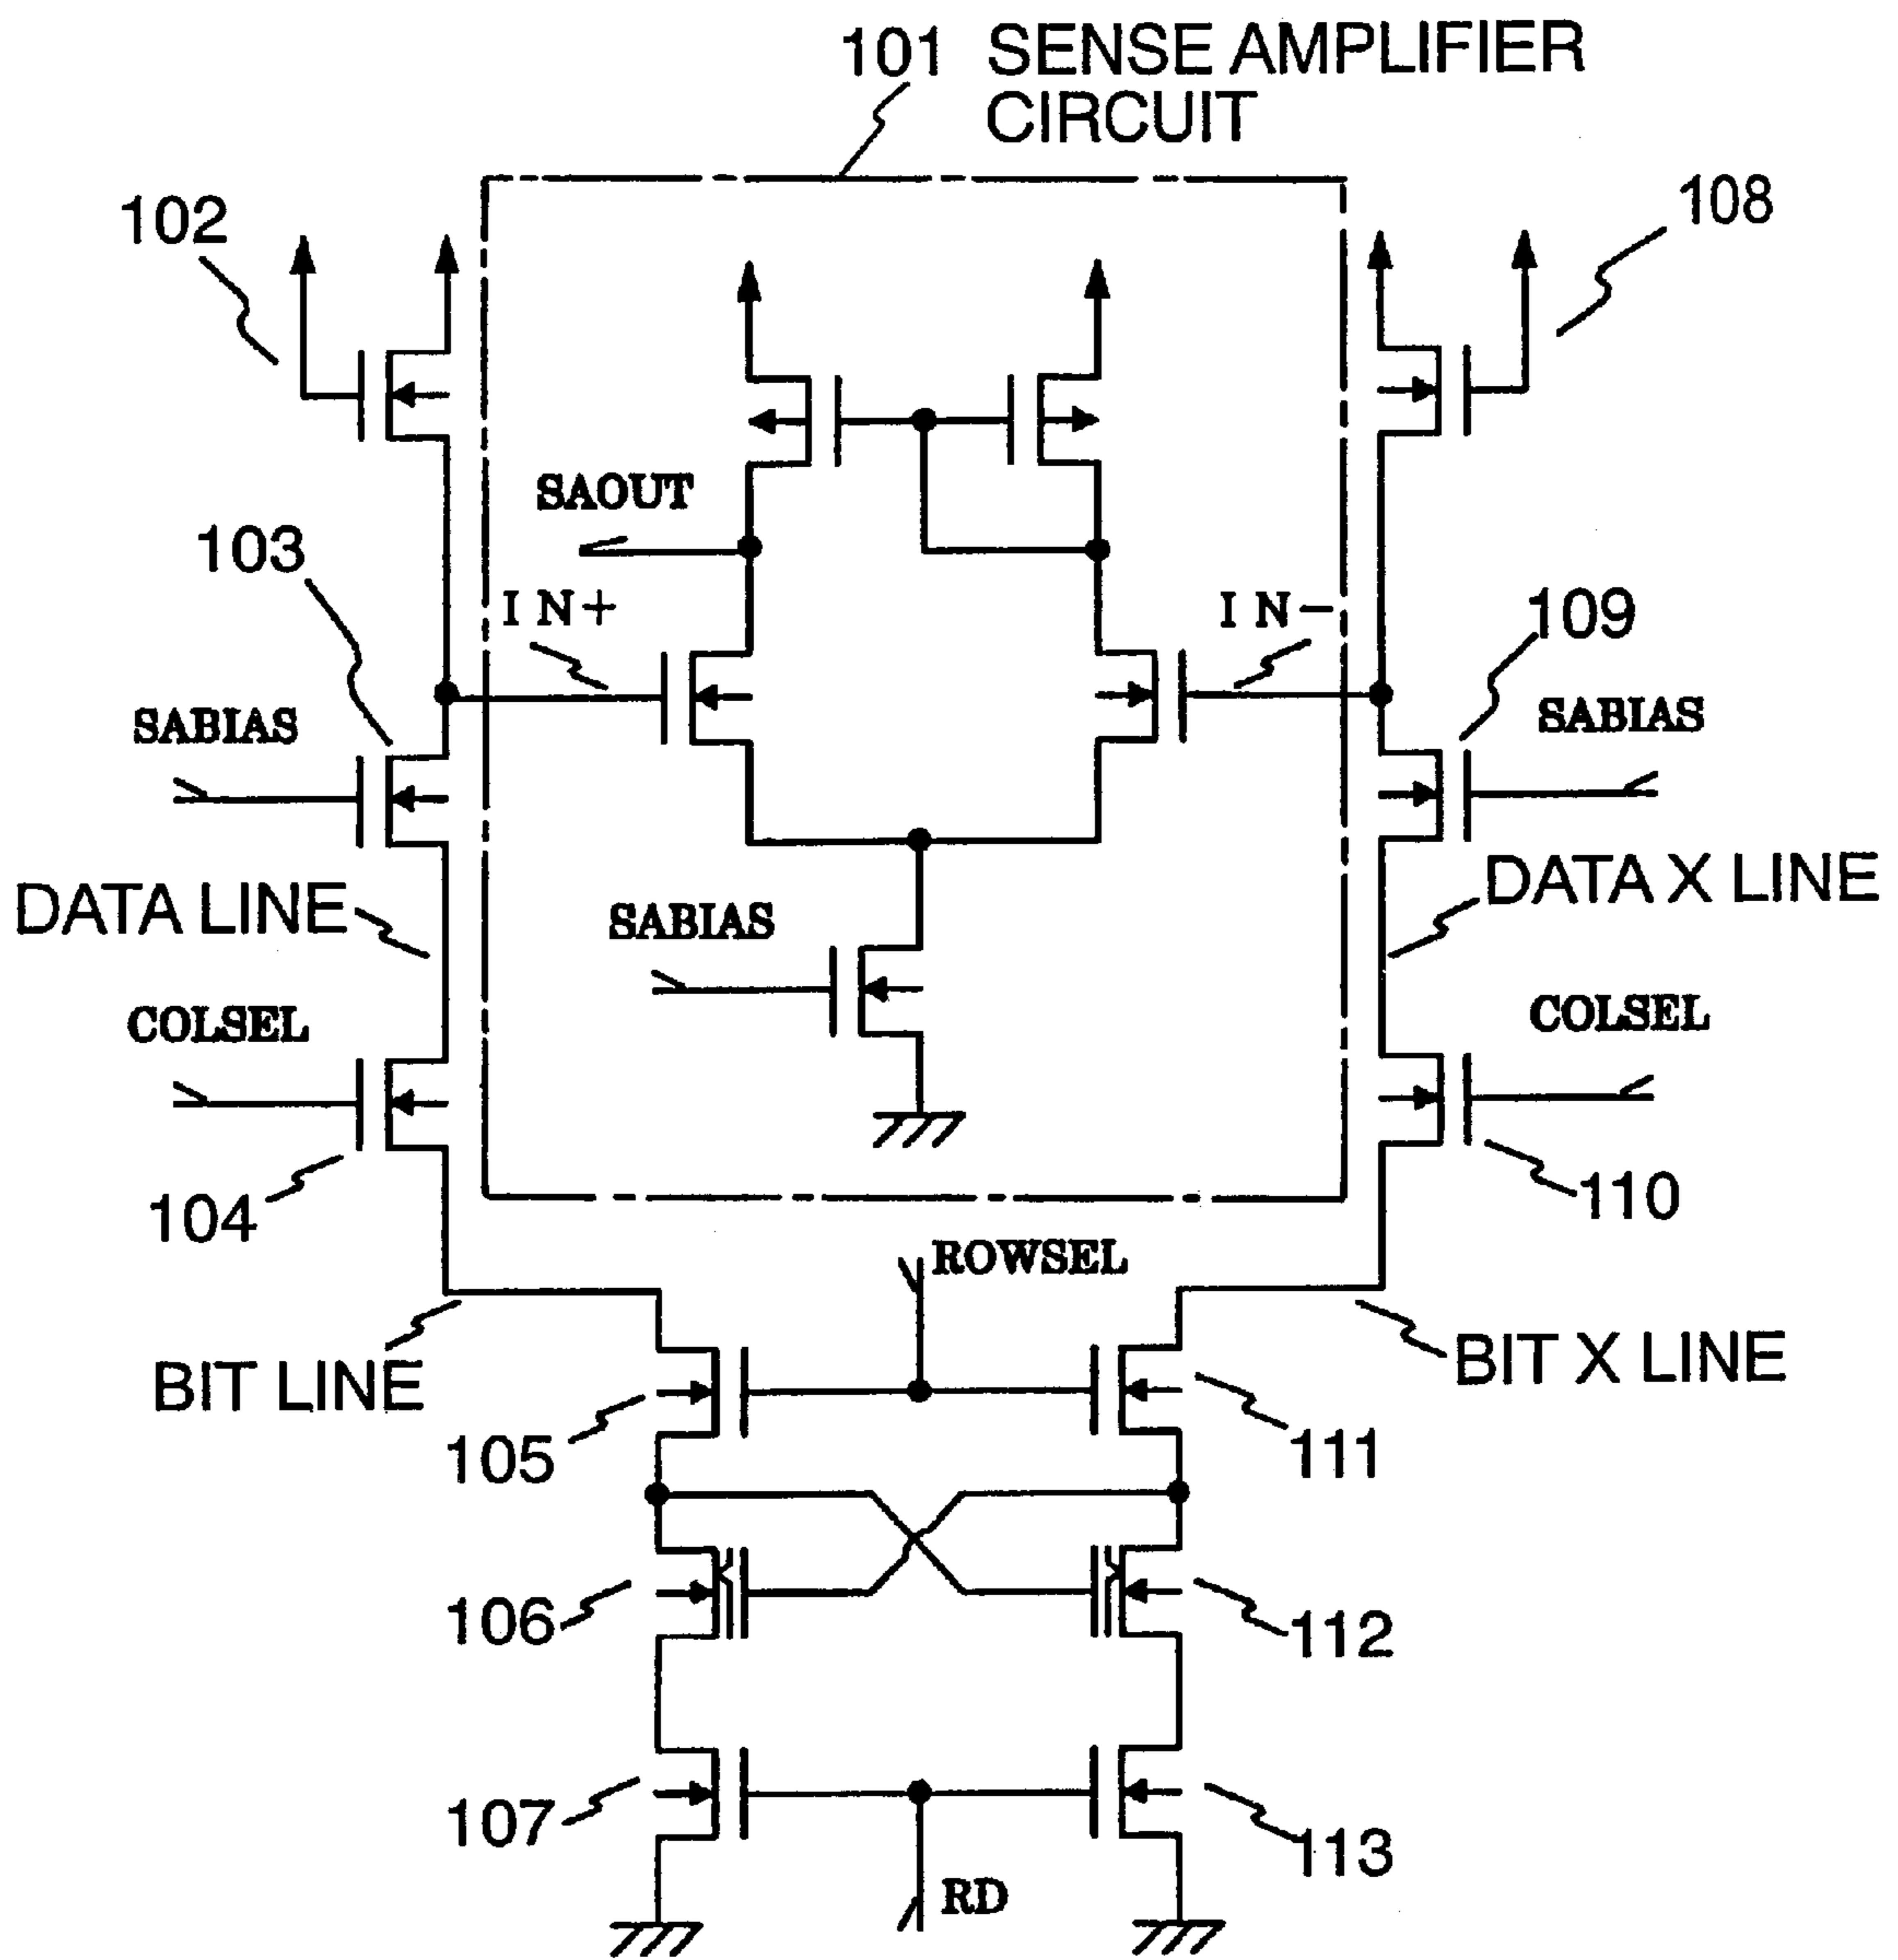 101 SENSE AMPLIFIER
CIRCUIT
102
108
SAOUT
103
IN+
IN-
109
SABIAS
SABIAS
DATA LINE
SABIAS
DATA X LINE
COLSEL
COLSEL
104
110
ROWSEL
BIT LINE
BIT X LINE
105
111
106
112
107
113
RD